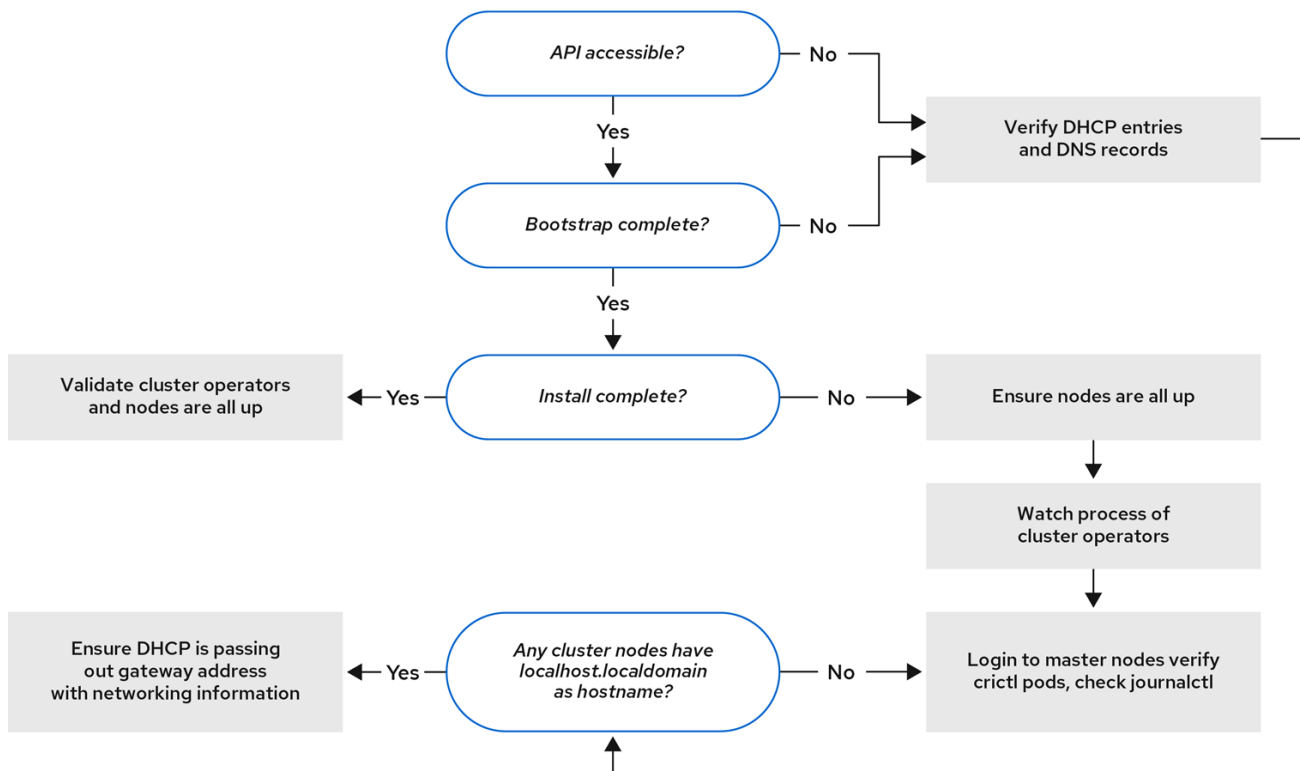 API accessible?
No
Verify DHCP entries
and DNS records
Yes
Bootstrap complete?
No
Yes
Validate cluster operators
and nodes are all up
Yes
Install complete?
No
Ensure nodes are all up
Watch process of
cluster operators
Ensure DHCP is passing
out gateway address
with networking information
Yes
Any cluster nodes have
localhost.localdomain
as hostname?
No
Login to master nodes verify
crictl pods, check journalctl